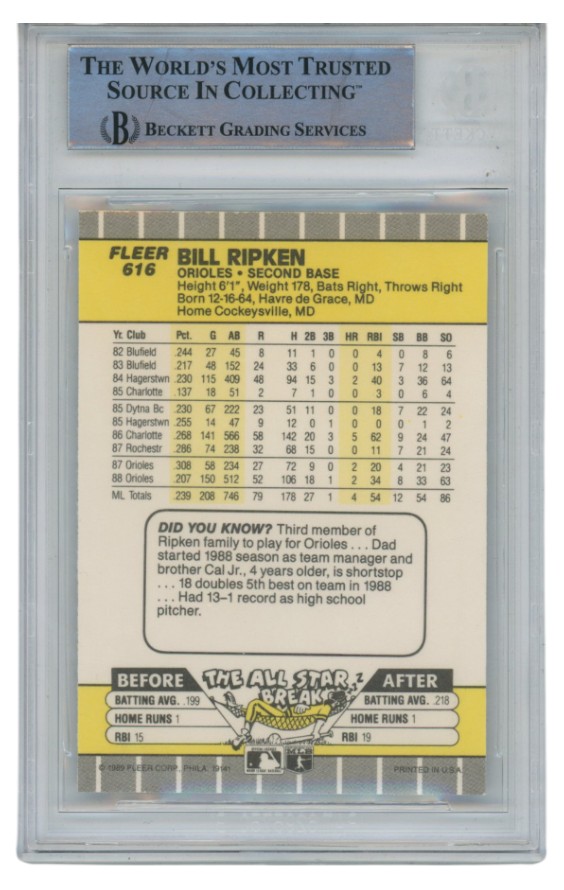 THE WORLD'S MOST TRUSTED
SOURCE IN COLLECTING™
B BECKETT GRADING SERVICES
FLEER BILL RIPKEN
616 ORIOLES • SECOND BASE
Height 6'1", Weight 178, Bats Right, Throws Right
Born 12-16-64, Havre de Grace, MD
Home Cockeysville, MD
Yr. Club Pct. G AB R H 2B 3B HR RBI SB BB SO
82 Blufield .244 27 45 8 11 1 0 0 4 0 8 6
83 Blufield .217 48 152 24 33 6 0 0 13 7 12 13
84 Hagerstwn .230 115 409 48 94 15 3 2 40 3 36 64
85 Charlotte .137 18 51 2 7 1 0 0 3 0 6 4
85 Dytna Bc .230 67 222 23 51 11 0 0 18 7 22 24
85 Hagerstwn .255 14 47 9 12 0 1 0 0 0 1 2
86 Charlotte .268 141 566 58 142 20 3 5 62 9 24 47
87 Rochestr .286 74 238 32 68 15 0 0 11 7 21 24
87 Orioles .308 58 234 27 72 9 0 2 20 4 21 23
88 Orioles .207 150 512 52 106 18 1 2 34 8 33 63
ML Totals .239 208 746 79 178 27 1 4 54 12 54 86
DID YOU KNOW? Third member of
Ripken family to play for Orioles . . . Dad
started 1988 season as team manager and
brother Cal Jr., 4 years older, is shortstop
. . . 18 doubles 5th best on team in 1988
. . . Had 13–1 record as high school
pitcher.
BEFORE THE ALL STAR BREAK AFTER
BATTING AVG. .199 BATTING AVG. .218
HOME RUNS 1 HOME RUNS 1
RBI 15 RBI 19
MLB
© 1989 FLEER CORP., PHILA. 19141 PRINTED IN U.S.A.